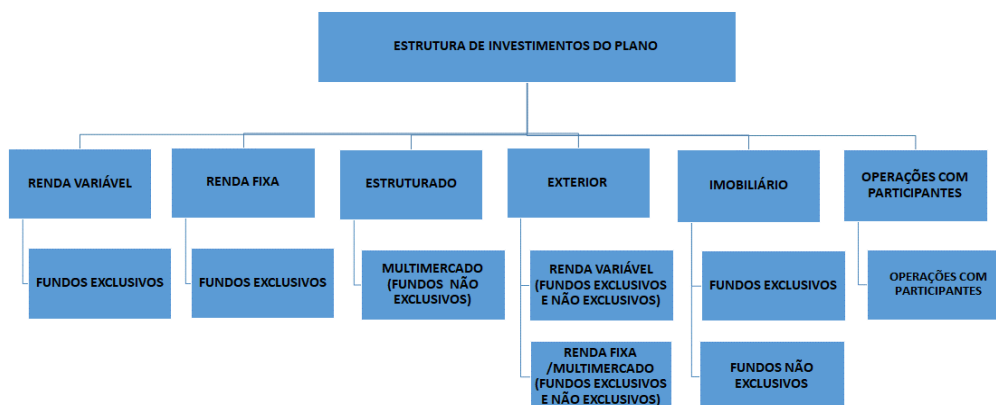 ESTRUTURA DE INVESTIMENTOS DO PLANO
RENDA VARIÁVEL
RENDA FIXA
ESTRUTURADO
EXTERIOR
IMOBILIÁRIO
OPERAÇÕES COM
PARTICIPANTES
FUNDOS EXCLUSIVOS
FUNDOS EXCLUSIVOS
MULTIMERCADO
(FUNDOS NÃO
EXCLUSIVOS)
RENDA VARIÁVEL
(FUNDOS EXCLUSIVOS
E NÃO EXCLUSIVOS)
FUNDOS EXCLUSIVOS
OPERAÇÕES COM
PARTICIPANTES
RENDA FIXA
/MULTIMERCADO
(FUNDOS EXCLUSIVOS
E NÃO EXCLUSIVOS)
FUNDOS NÃO
EXCLUSIVOS